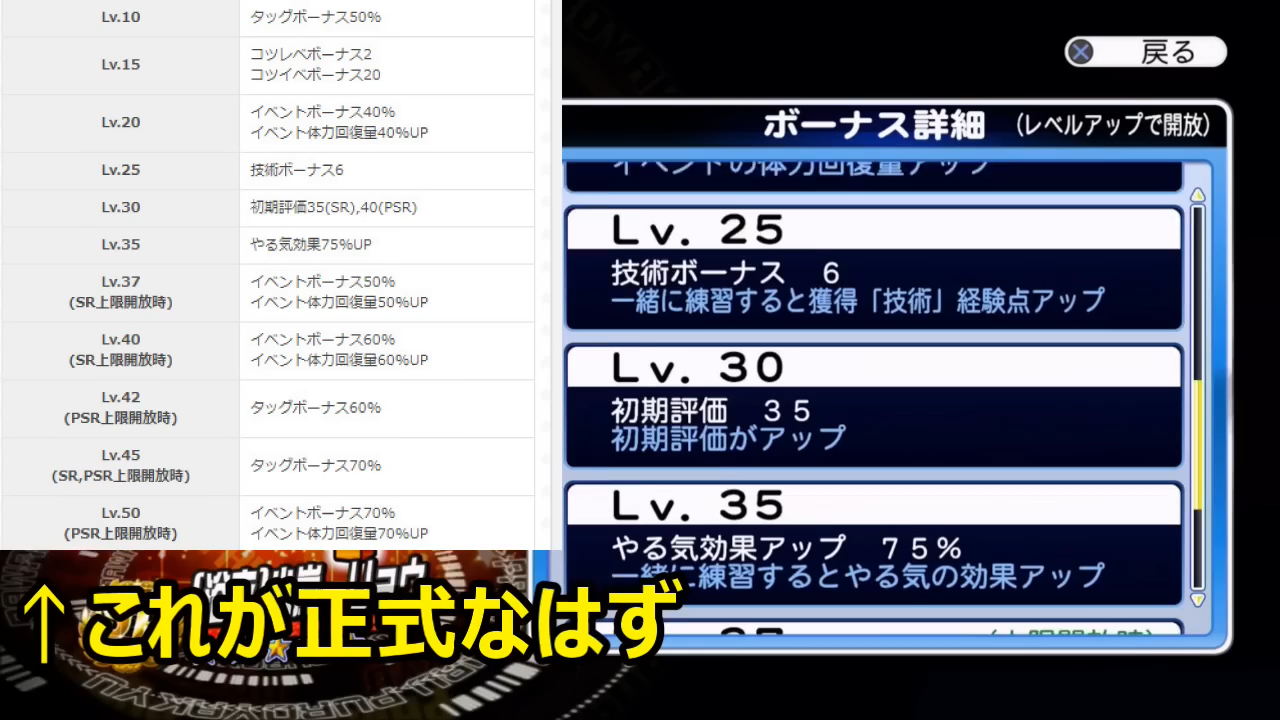 Lv.10
タッグボーナス50%
Lv.15
コツレベボーナス2
コツイベボーナス20
Lv.20
イベントボーナス40%
イベント体力回復量40%UP
Lv.25
技術ボーナス6
Lv.30
初期評価35(SR),40(PSR)
Lv.35
やる気効果75%UP
Lv.37
(SR上限開放時)
イベントボーナス50%
イベント体力回復量50%UP
Lv.40
(SR上限開放時)
イベントボーナス60%
イベント体力回復量60%UP
Lv.42
(PSR上限開放時)
タッグボーナス60%
Lv.45
(SR,PSR上限開放時)
タッグボーナス70%
Lv.50
(PSR上限開放時)
イベントボーナス70%
イベント体力回復量70%UP
戻る
ボーナス詳細 (レベルアップで開放)
イベントの体力回復量アップ
Lv. 25
技術ボーナス 6
一緒に練習すると獲得「技術」経験点アップ
Lv. 30
初期評価 35
初期評価がアップ
Lv. 35
やる気効果アップ 75%
一緒に練習するとやる気の効果アップ
↑これが正式なはず